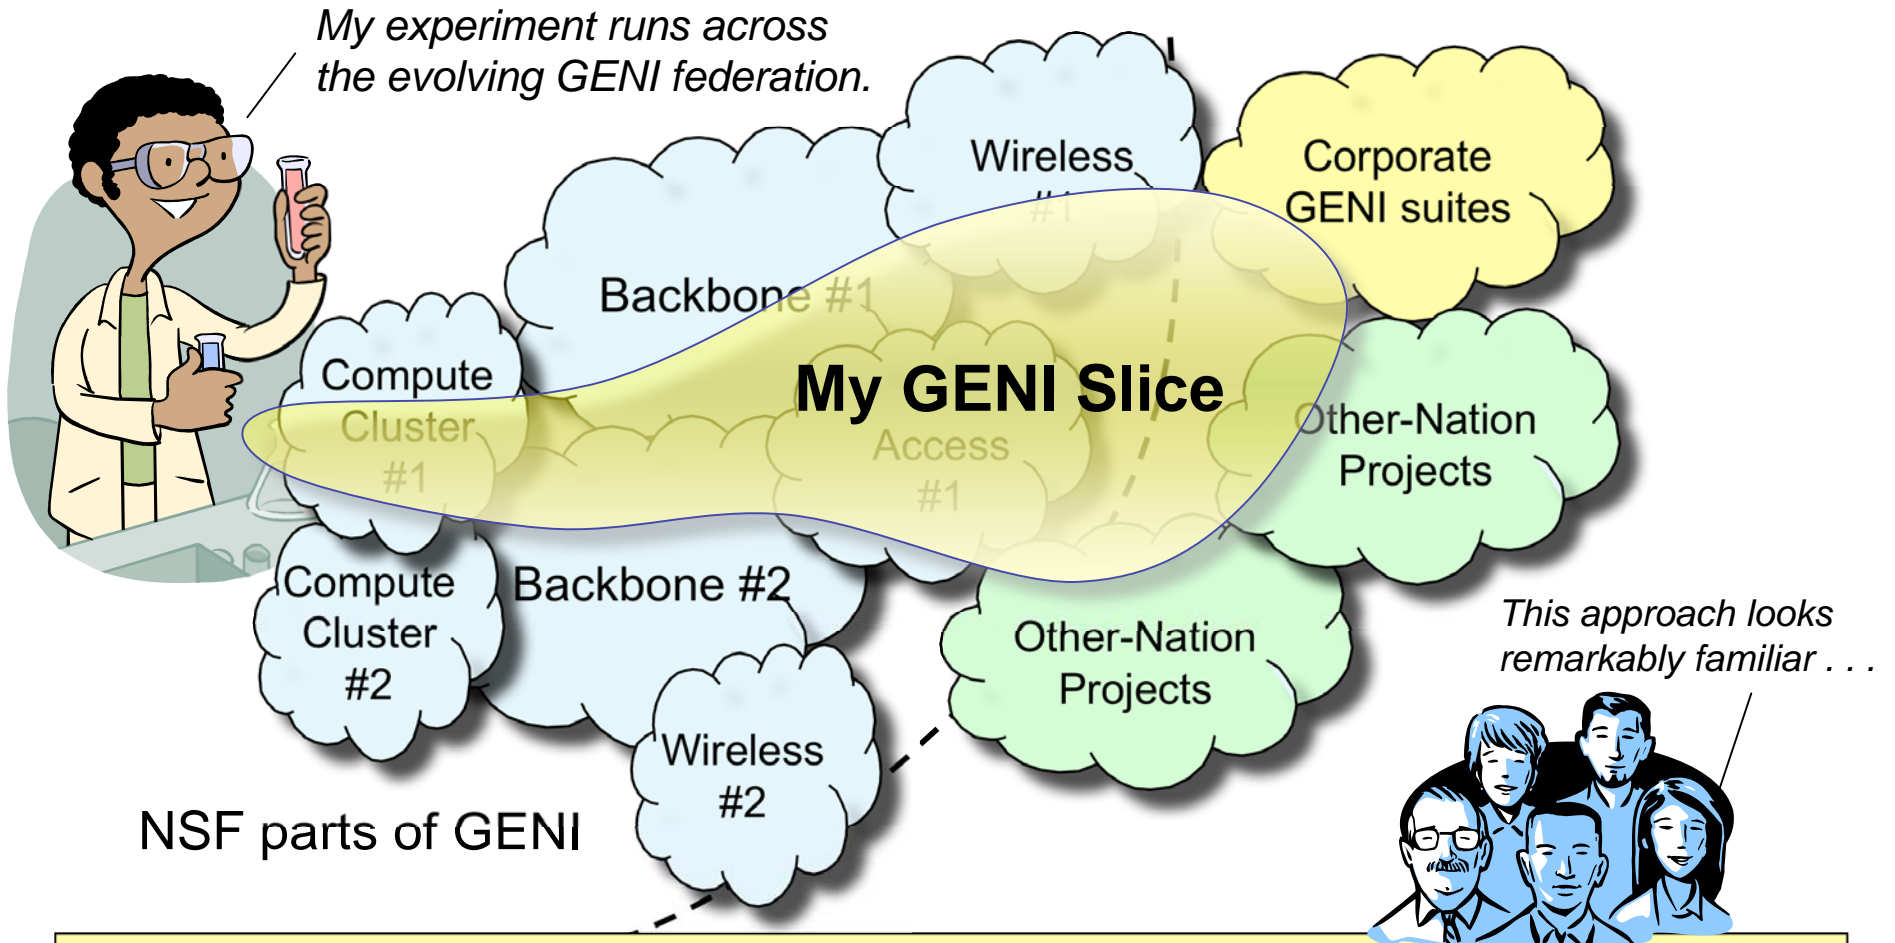 My experiment runs across
the evolving GENI federation.
Wireless
#1
Corporate
GENI suites
Backbone #1
Compute
Cluster
#1
My GENI Slice
Access
#1
Other-Nation
Projects
Compute
Cluster
#2
Backbone #2
Other-Nation
Projects
This approach looks
remarkably familiar . . .
Wireless
#2
NSF parts of GENI